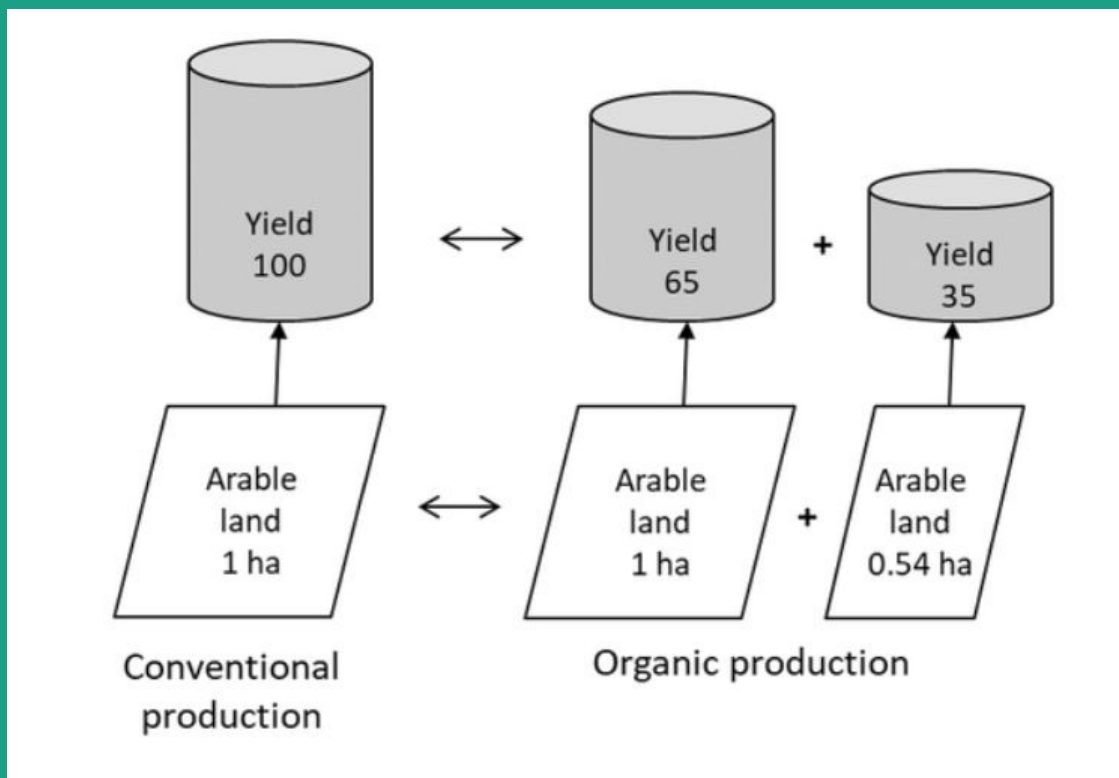 Yield
100
Yield
65
+
Yield
35
Arable
land
1 ha
Arable
land
1 ha
+
Arable
land
0.54 ha
Conventional
production
Organic production